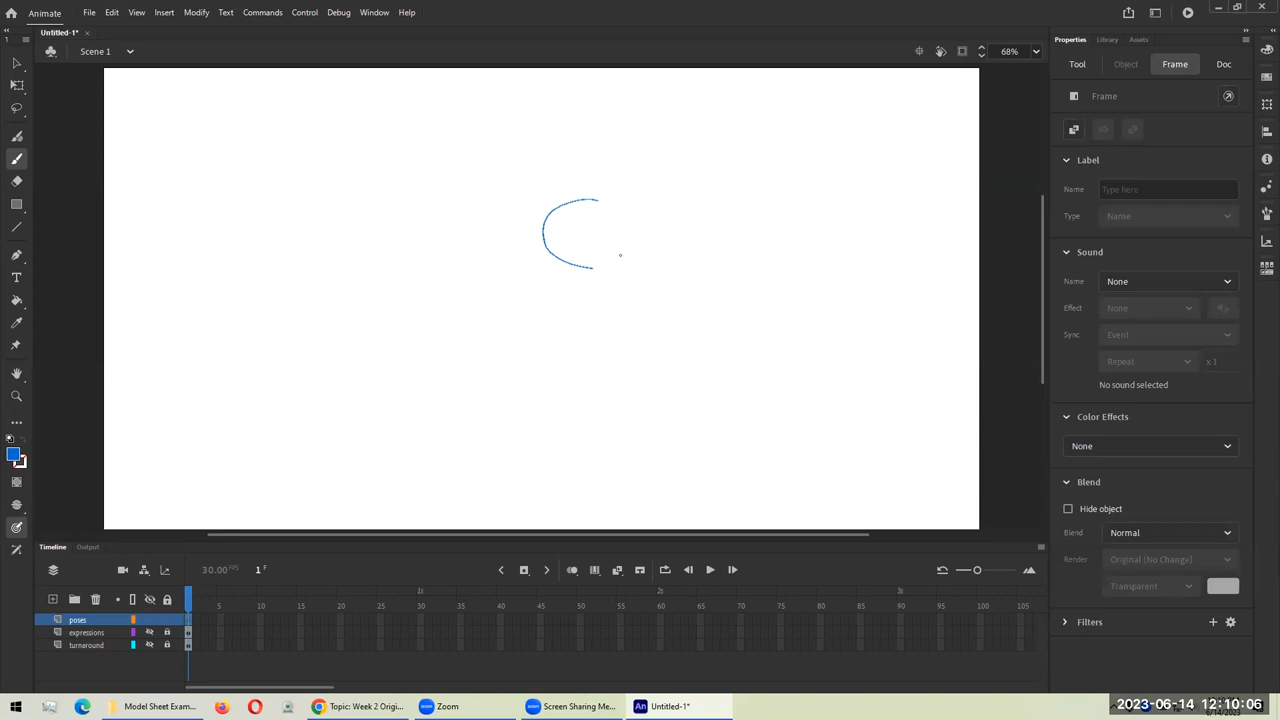 Animate File Edit View Insert Modify Text Commands Control Debug Window Help
Untitled-1*
Scene 1
68%
Properties Library Assets
Tool Object Frame Doc
Frame
Label
Name Type here
Type Name
Sound
Name None
Effect None
Sync Event
Repeat x 1
No sound selected
Color Effects
None
Blend
Hide object
Blend Normal
Render Original (No Change)
Transparent
Filters
Timeline Output
30.00 FPS 1 F
1s 2s 3s
5 10 15 20 25 30 35 40 45 50 55 60 65 70 75 80 85 90 95 100 105
poses
expressions
turnaround
Model Sheet Exam...
Topic: Week 2 Origi...
Zoom
Screen Sharing Me...
Untitled-1*
2023-06-14 12:10:06